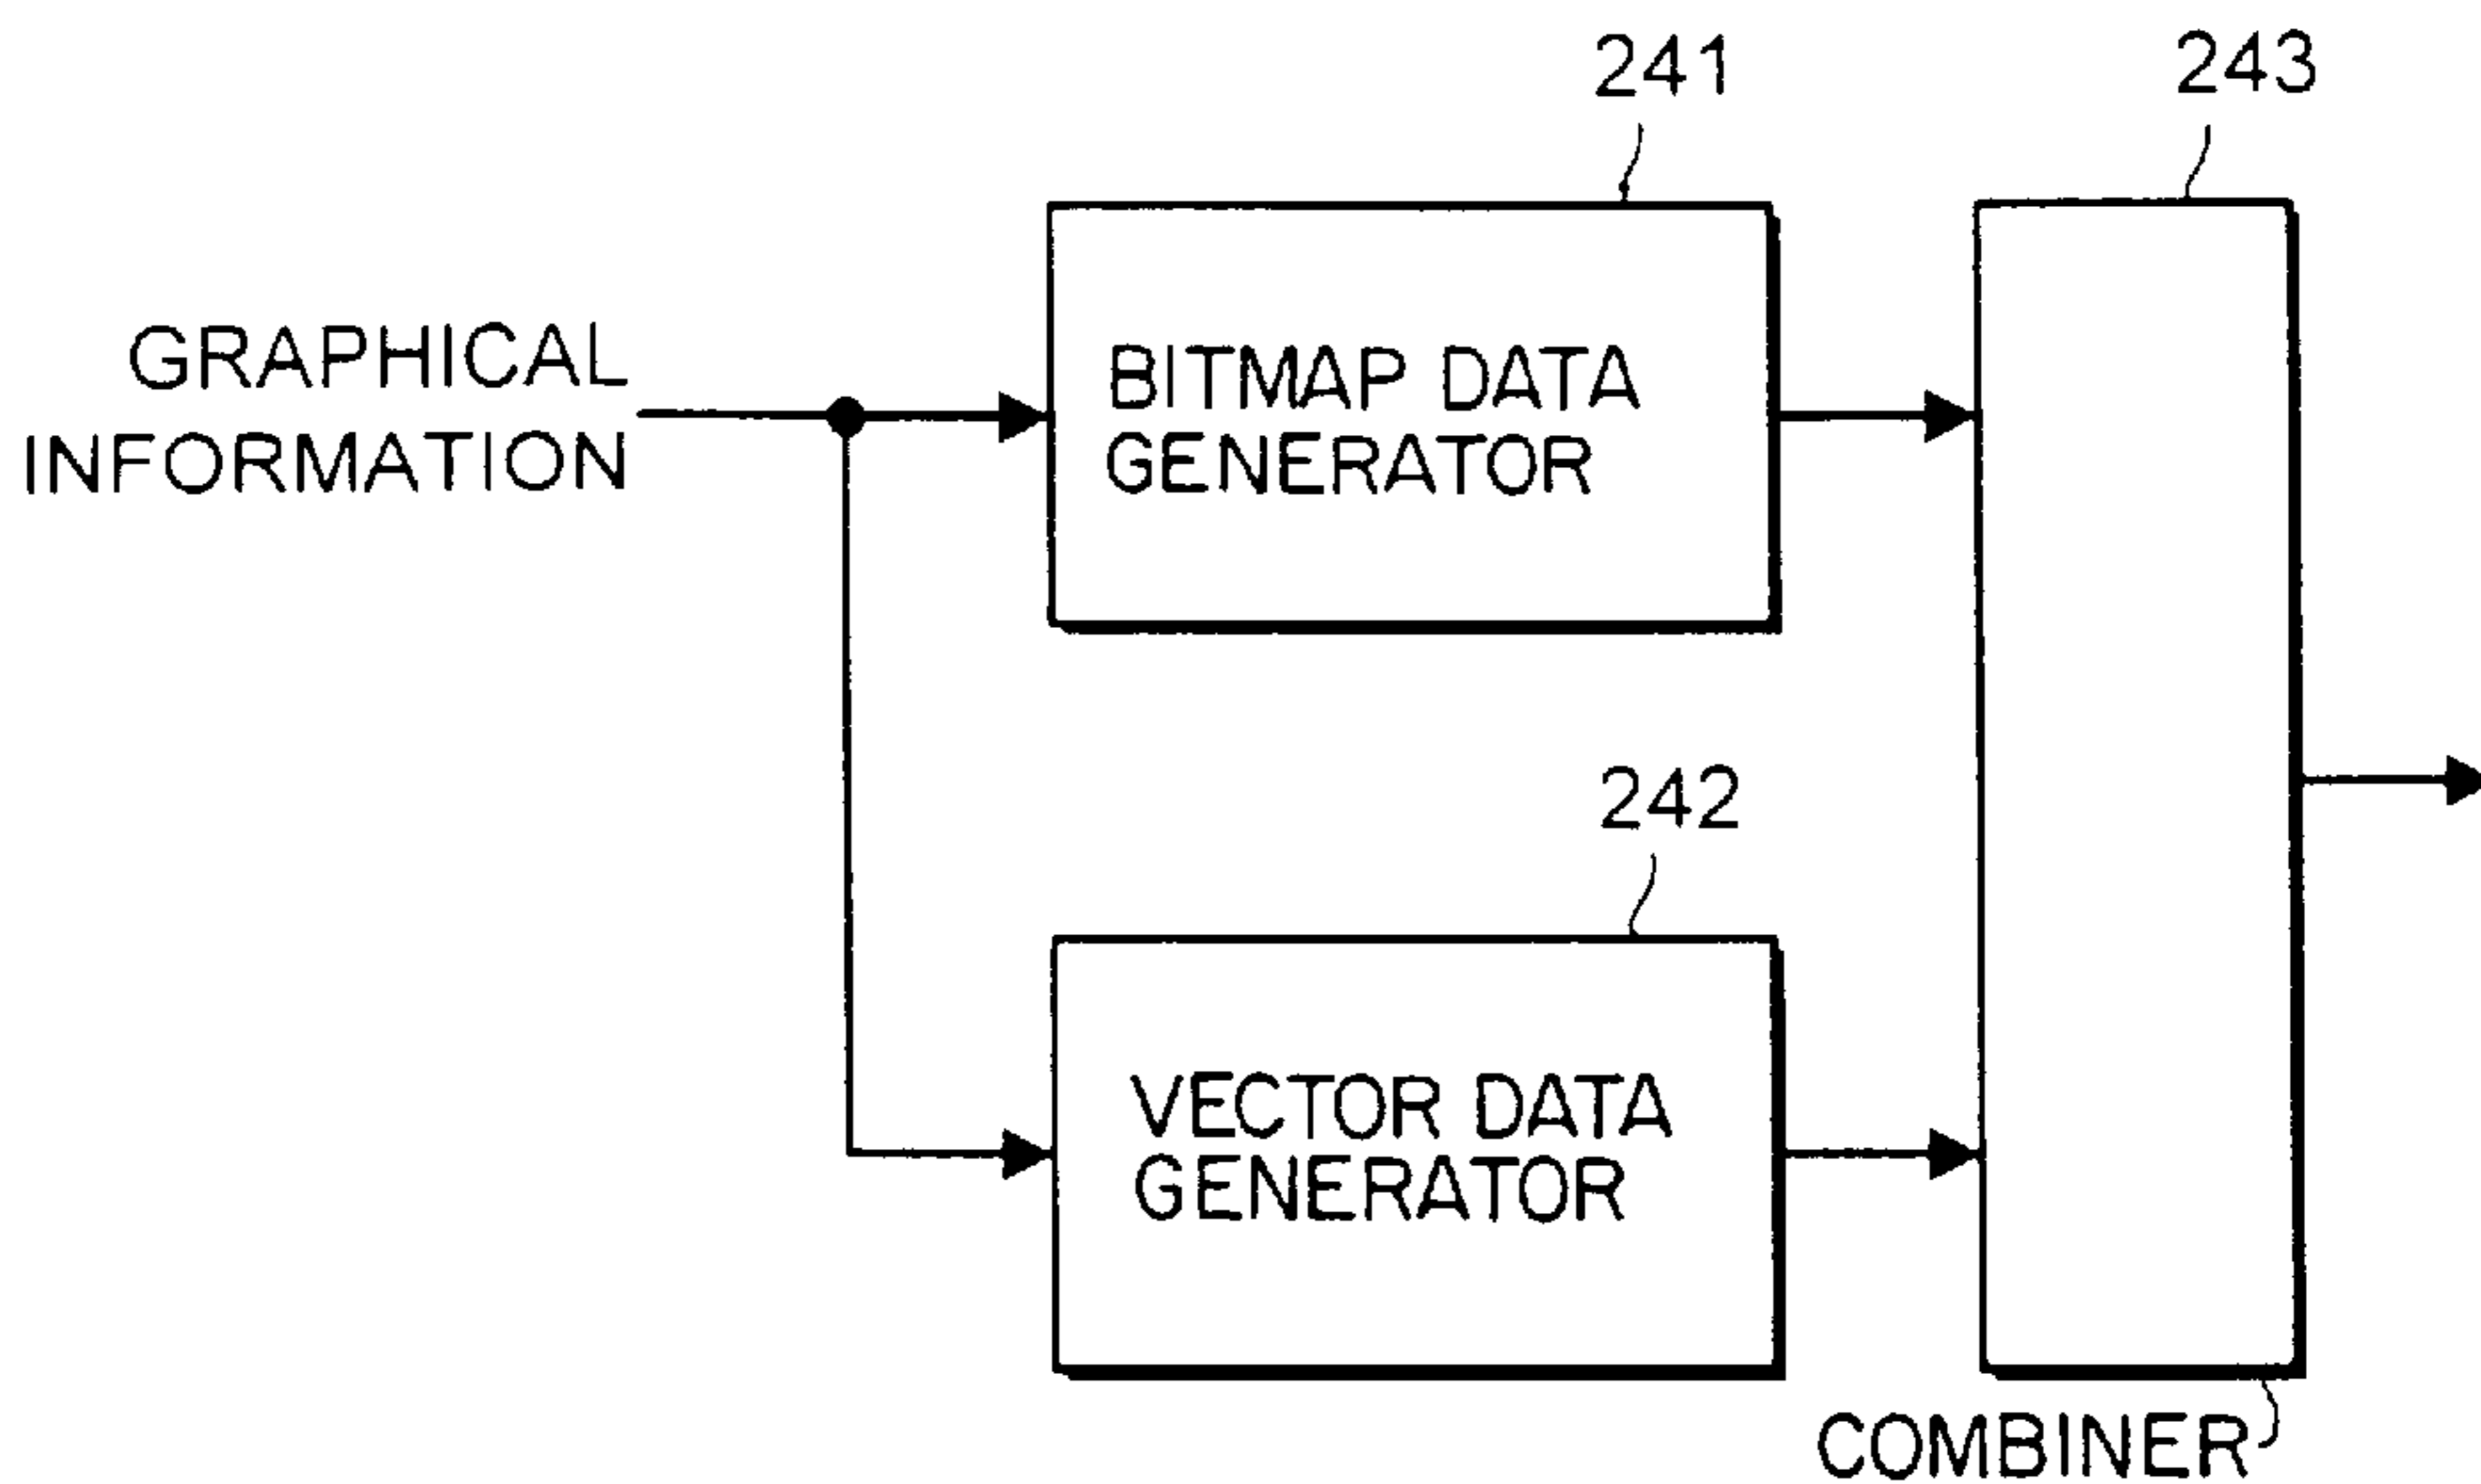 241
243
GRAPHICAL
INFORMATION
BITMAP DATA
GENERATOR
242
VECTOR DATA
GENERATOR
COMBINER